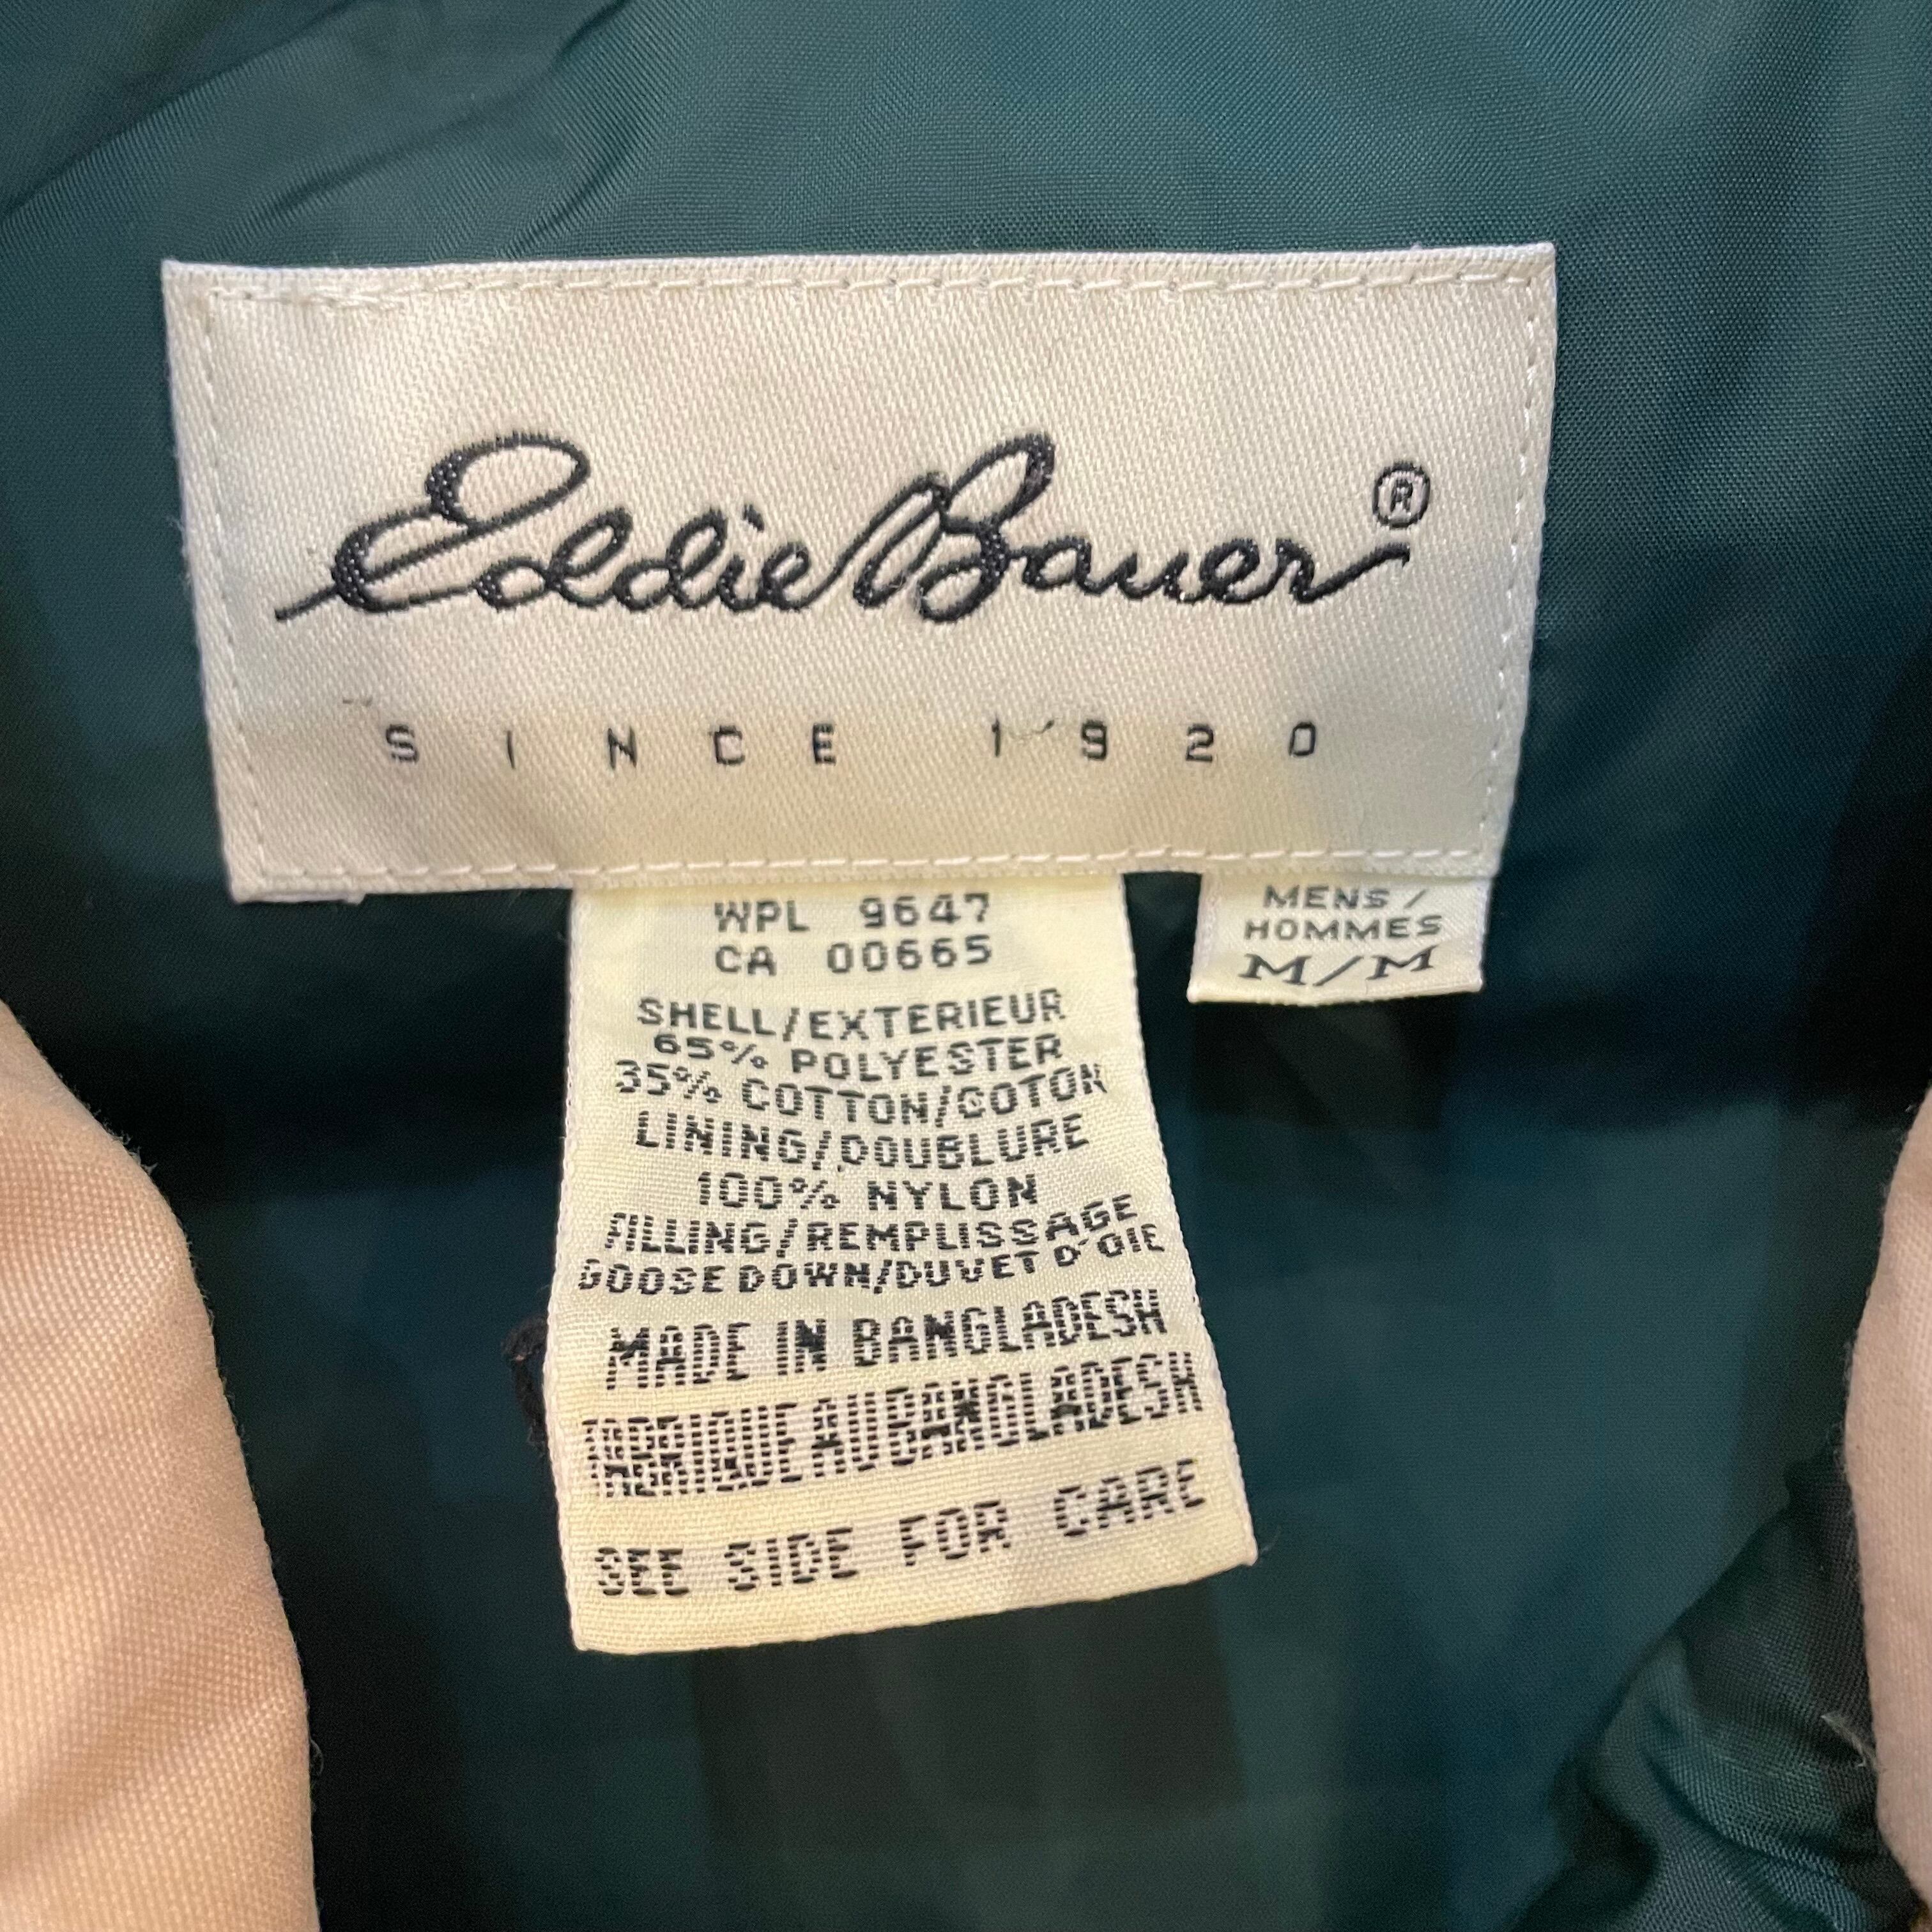 Eddie Bauer ®
SINCE 1920
MENS /
HOMMES
M/M
WPL 9647
CA 00665
SHELL/EXTERIEUR
65% POLYESTER
35% COTTON/COTON
LINING/DOUBLURE
100% NYLON
FILLING/REMPLISSAGE
GOOSE DOWN/DUVET D'OIE
MADE IN BANGLADESH
FABRIQUE AU BANGLADESH
SEE SIDE FOR CARE